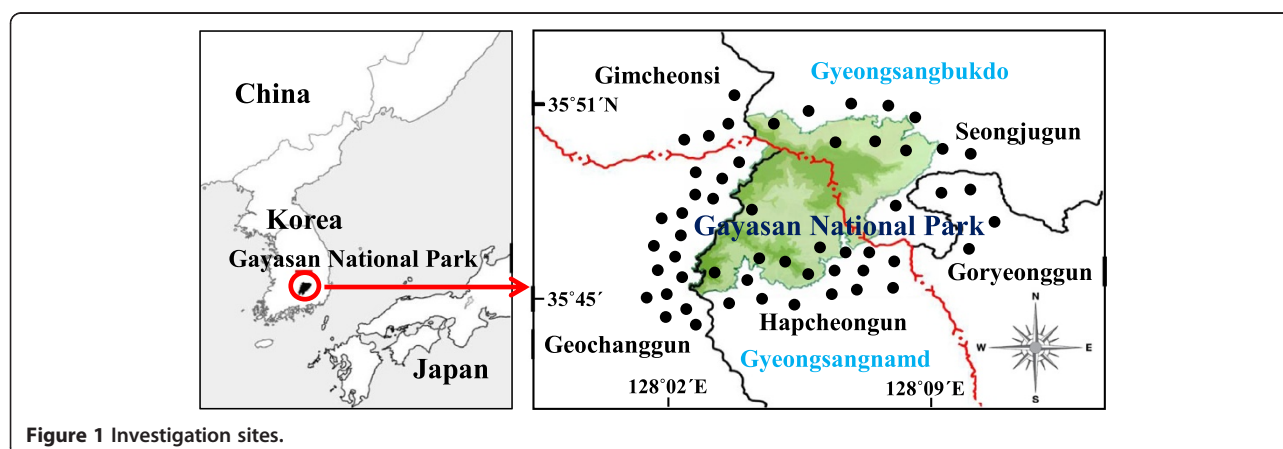 China
Korea
Gayasan National Park
Japan
Gimcheonsi
Gyeongsangbukdo
35°51´N
Seongjugun
Gayasan National Park
Goryeonggun
35°45´
Hapcheongun
Geochanggun
Gyeongsangnamd
128°02´E
128°09´E
N
W
E
S
Figure 1 Investigation sites.